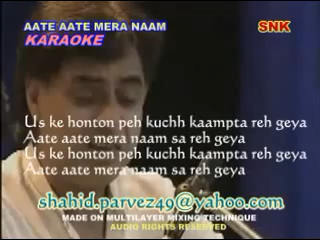 AATE AATE MERA NAAM
SNK
KARAOKE
Us ke honton peh kuchh kaampta reh geya
Aate aate mera naam sa reh geya
Us ke honton peh kuchh kaampta reh geya
Aate aate mera naam sa reh geya
shahid.parvez49@yahoo.com
MADE ON MULTILAYER MIXING TECHNIQUE
AUDIO RIGHTS RESERVED